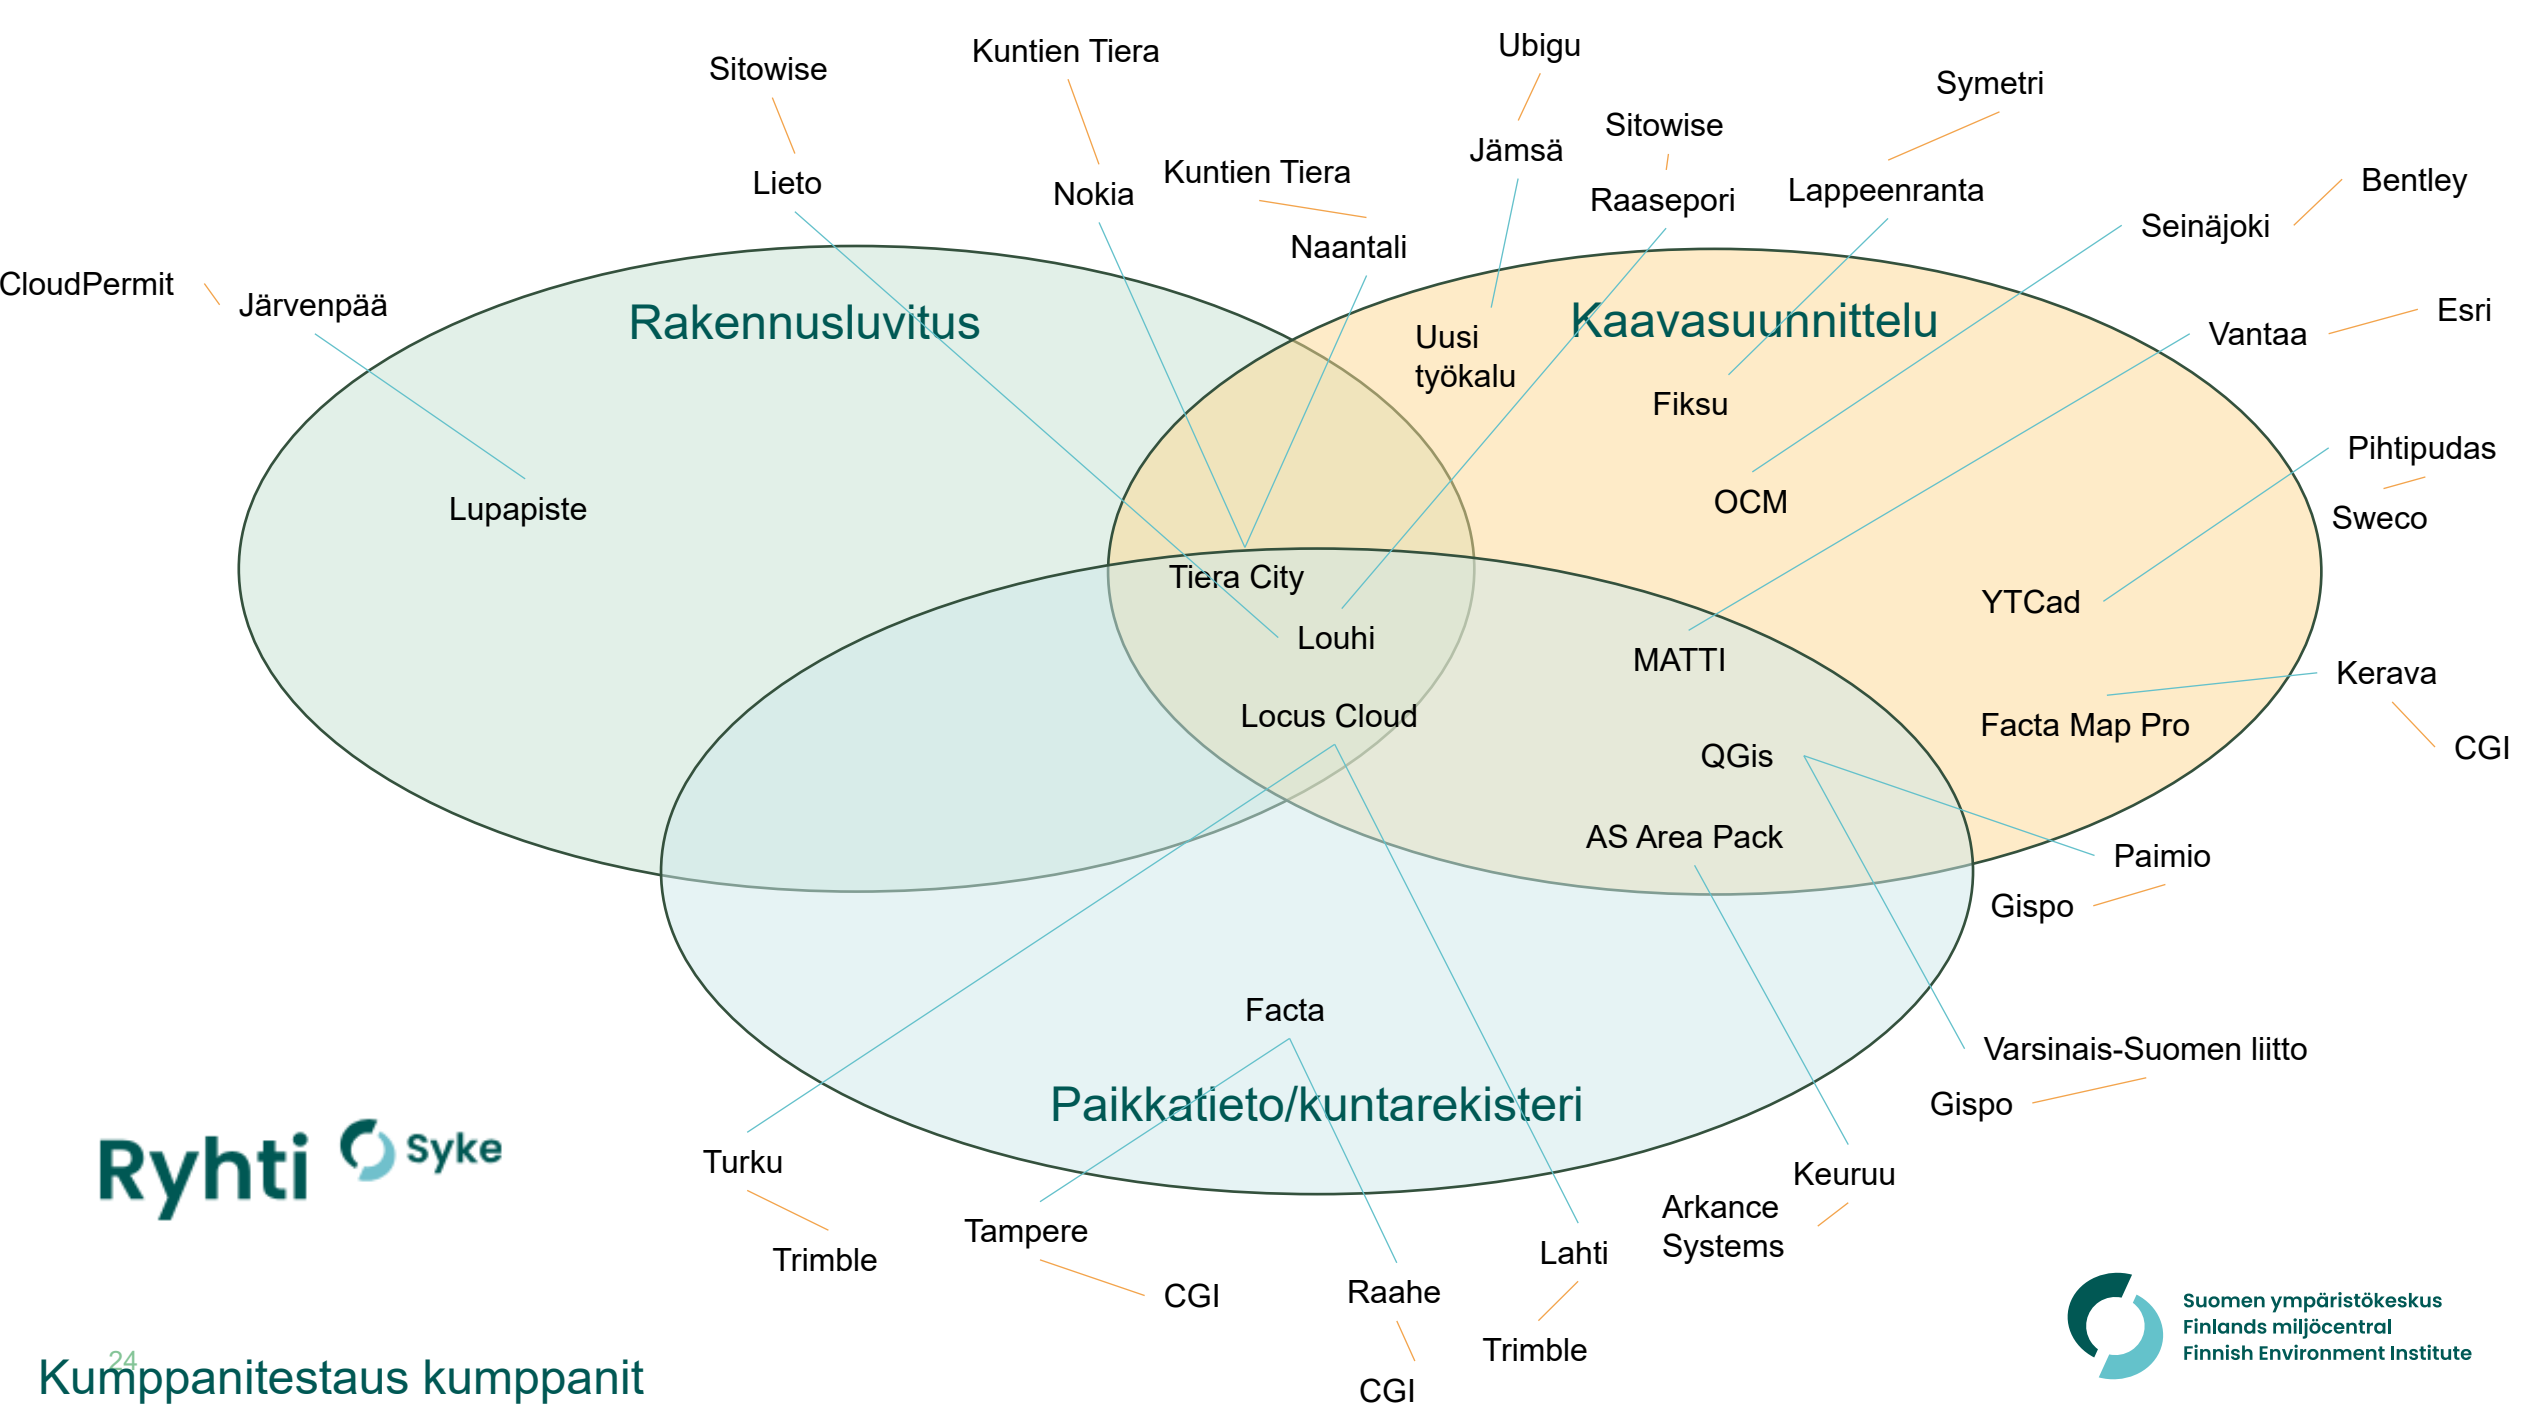 Sitowise
Kuntien Tiera
Ubigu
Symetri
Sitowise
Jämsä
Kuntien Tiera
Lieto
Nokia
Raasepori
Lappeenranta
Bentley
Seinäjoki
Naantali
CloudPermit
Järvenpää
Rakennusluvitus
Kaavasuunnittelu
Esri
Vantaa
Uusi
työkalu
Fiksu
Pihtipudas
Lupapiste
OCM
Sweco
Tiera City
YTCad
Louhi
MATTI
Kerava
Locus Cloud
Facta Map Pro
QGis
CGI
AS Area Pack
Paimio
Gispo
Facta
Varsinais-Suomen liitto
Paikkatieto/kuntarekisteri
Gispo
Ryhti
Syke
Turku
Keuruu
Arkance
Systems
Tampere
Lahti
Trimble
CGI
Raahe
Trimble
CGI
Suomen ympäristökeskus
Finlands miljöcentral
Finnish Environment Institute
24
Kumppanitestaus kumppanit